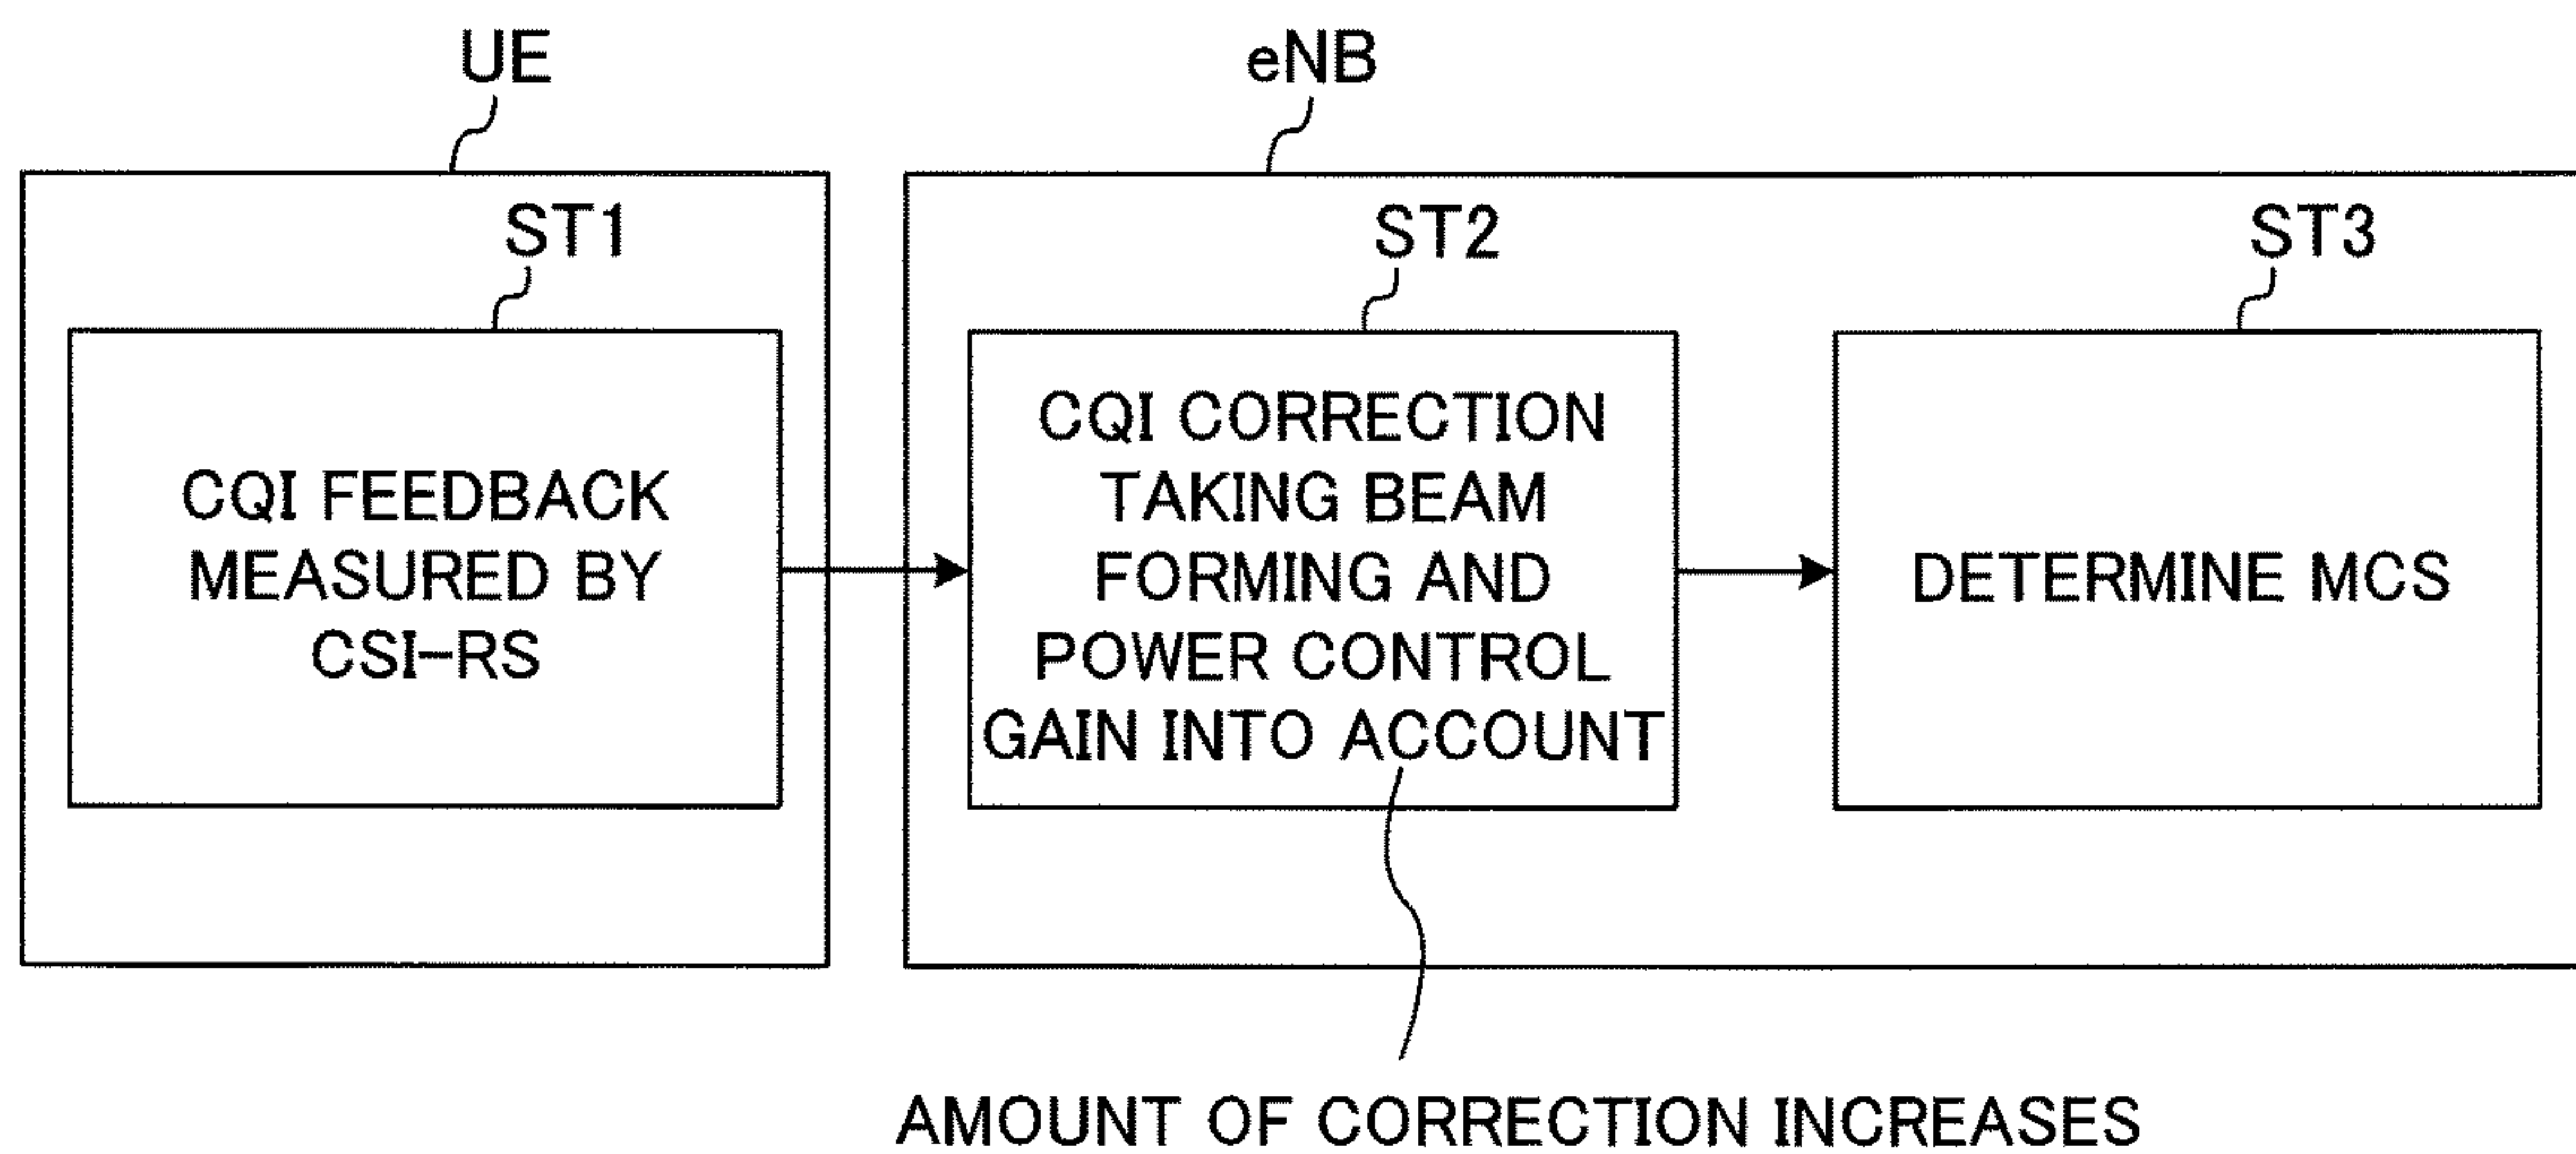 UE
eNB
ST1
ST2
ST3
CQI FEEDBACK
MEASURED BY
CSI-RS
CQI CORRECTION
TAKING BEAM
FORMING AND
POWER CONTROL
GAIN INTO ACCOUNT
DETERMINE MCS
AMOUNT OF CORRECTION INCREASES